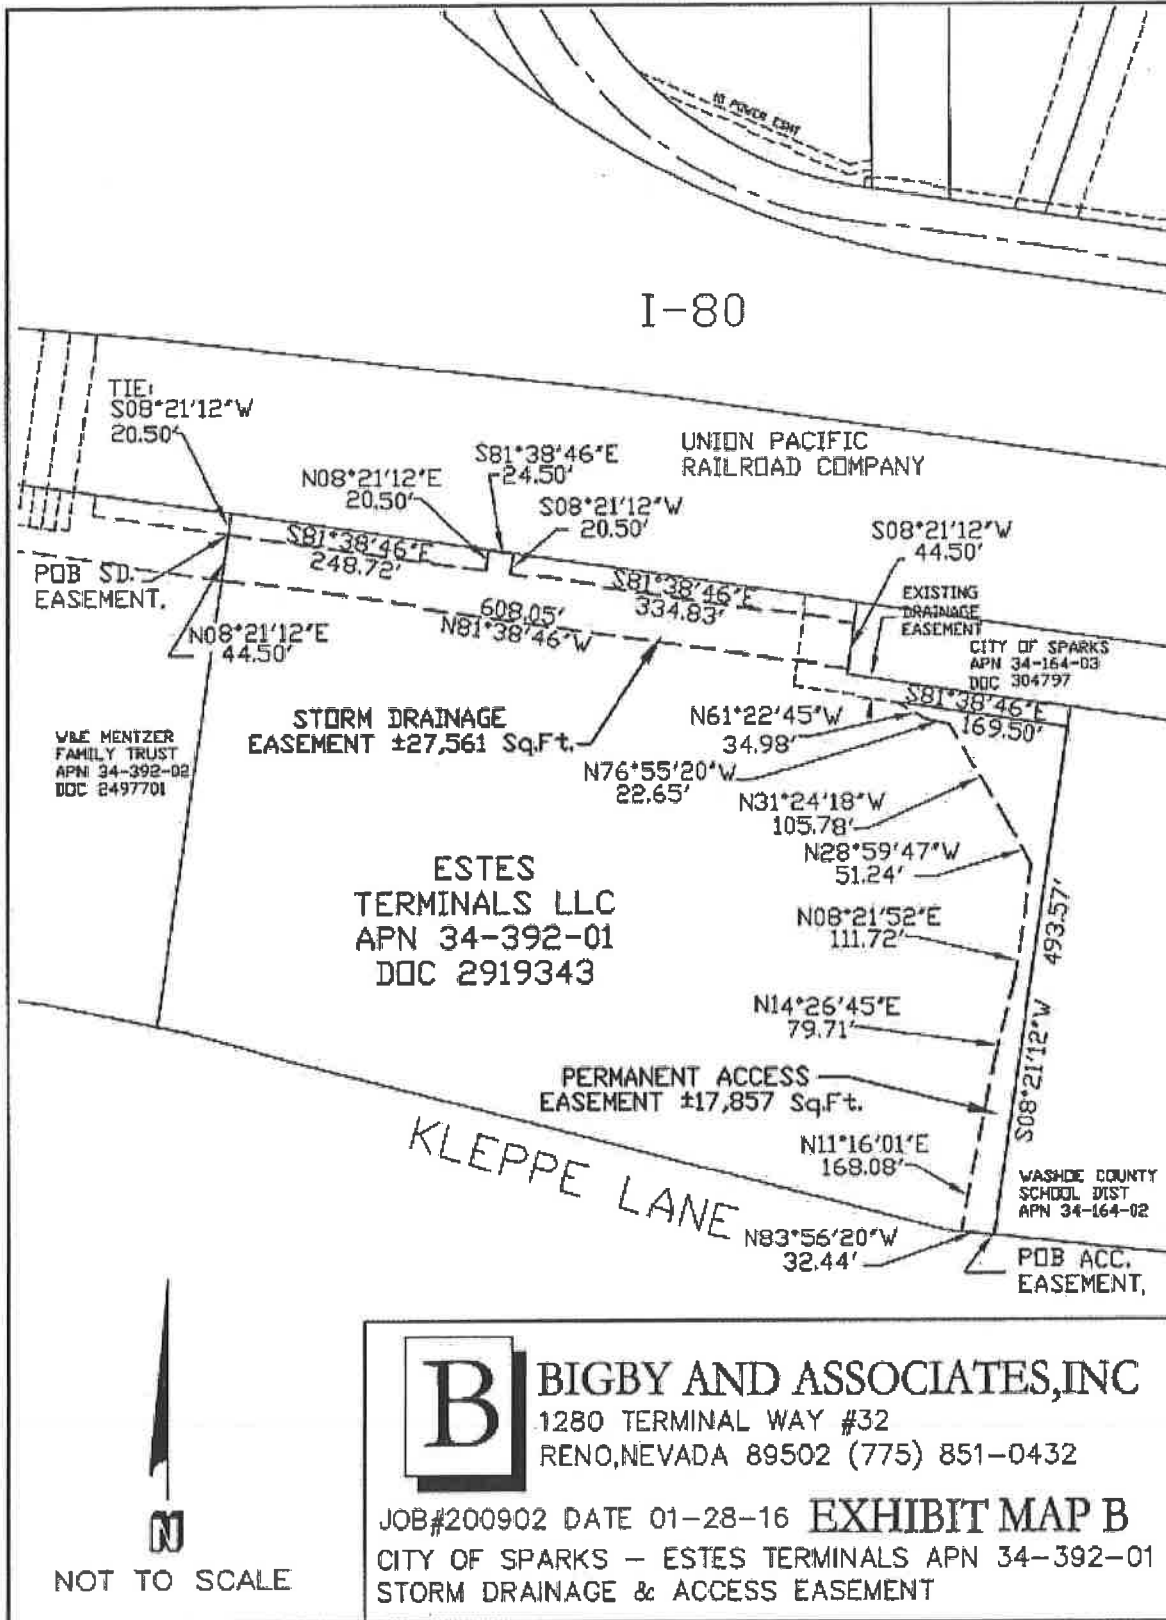 10 POWER ESMT
I-80
TIE:
S08°21'12"W
20.50'
UNION PACIFIC
RAILROAD COMPANY
S81°38'46"E
24.50'
N08°21'12"E
20.50'
S08°21'12"W
20.50'
S08°21'12"W
44.50'
S81°38'46"E
248.72'
POB SD.
EASEMENT.
S81°38'46"E
334.83'
EXISTING
DRAINAGE
EASEMENT
608.05'
N81°38'46"W
N08°21'12"E
44.50'
CITY OF SPARKS
APN 34-164-03
DOC 304797
S81°38'46"E
169.50'
STORM DRAINAGE
EASEMENT ±27,561 Sq.Ft.
N61°22'45"W
34.98'
W&E MENTZER
FAMILY TRUST
APN 34-392-02
DOC 2497701
N76°55'20"W
22.65'
N31°24'18"W
105.78'
N28°59'47"W
51.24'
ESTES
TERMINALS LLC
APN 34-392-01
DOC 2919343
N08°21'52"E
111.72'
S08°21'12"W 493.57'
N14°26'45"E
79.71'
PERMANENT ACCESS
EASEMENT ±17,857 Sq.Ft.
KLEPPE LANE
N11°16'01"E
168.08'
WASHOE COUNTY
SCHOOL DIST
APN 34-164-02
N83°56'20"W
32.44'
POB ACC.
EASEMENT,
N
NOT TO SCALE
B
BIGBY AND ASSOCIATES,INC
1280 TERMINAL WAY #32
RENO,NEVADA 89502 (775) 851-0432
JOB#200902 DATE 01-28-16 EXHIBIT MAP B
CITY OF SPARKS – ESTES TERMINALS APN 34-392-01
STORM DRAINAGE & ACCESS EASEMENT